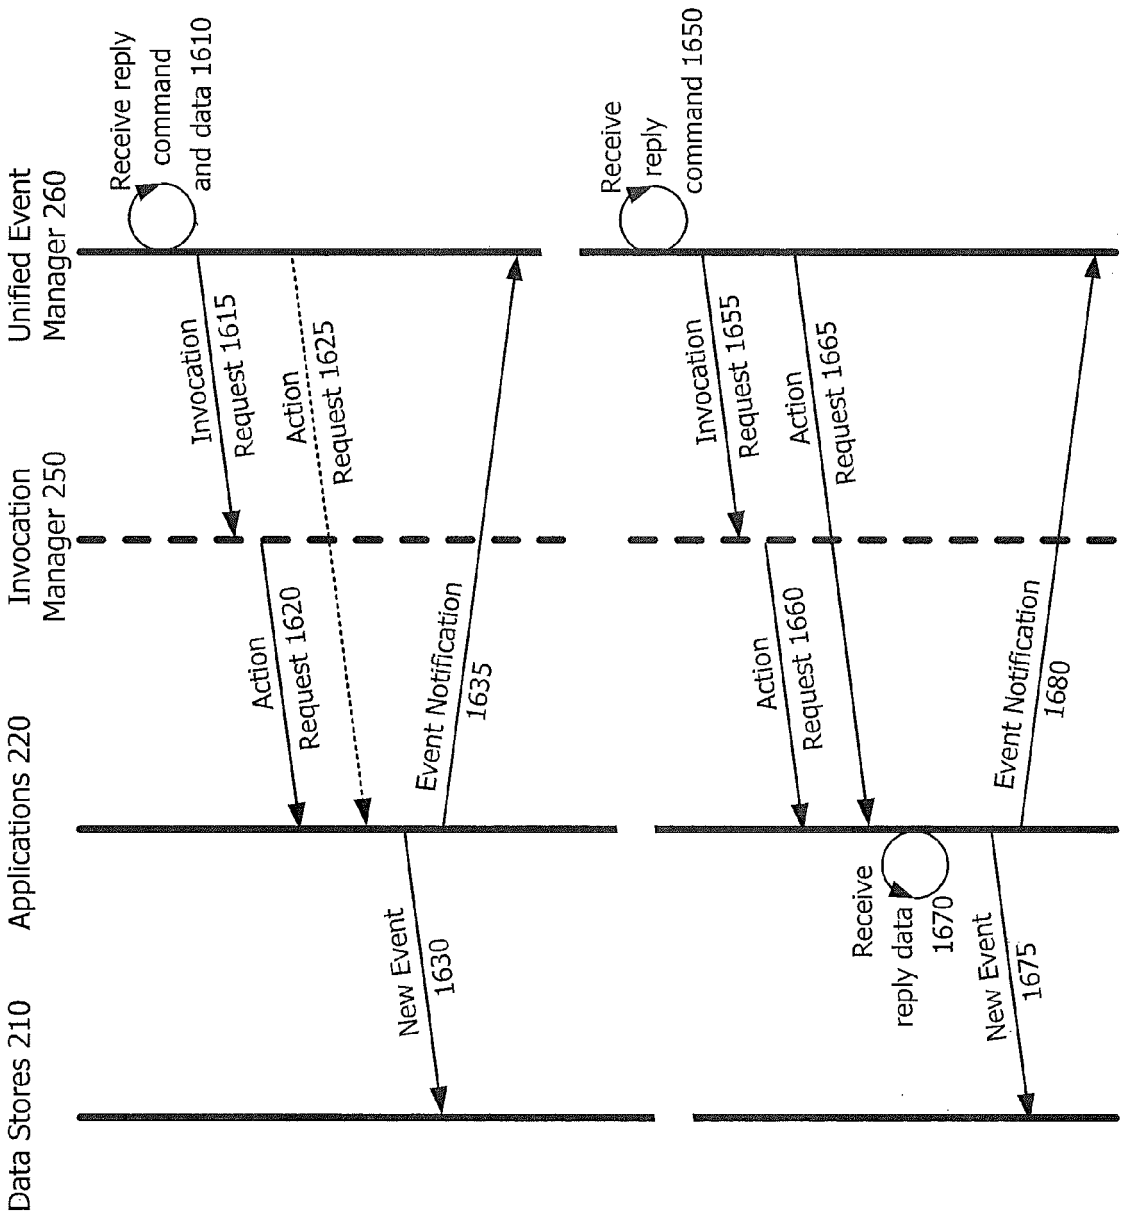 Data Stores 210
Applications 220
Invocation
Manager 250
Unified Event
Manager 260
Receive reply
command
and data 1610
Invocation
Request 1615
Action
Request 1620
Action
Request 1625
New Event
1630
Event Notification
1635
Receive
reply
command 1650
Invocation
Request 1655
Action
Request 1660
Action
Request 1665
Receive
reply data
1670
New Event
1675
Event Notification
1680